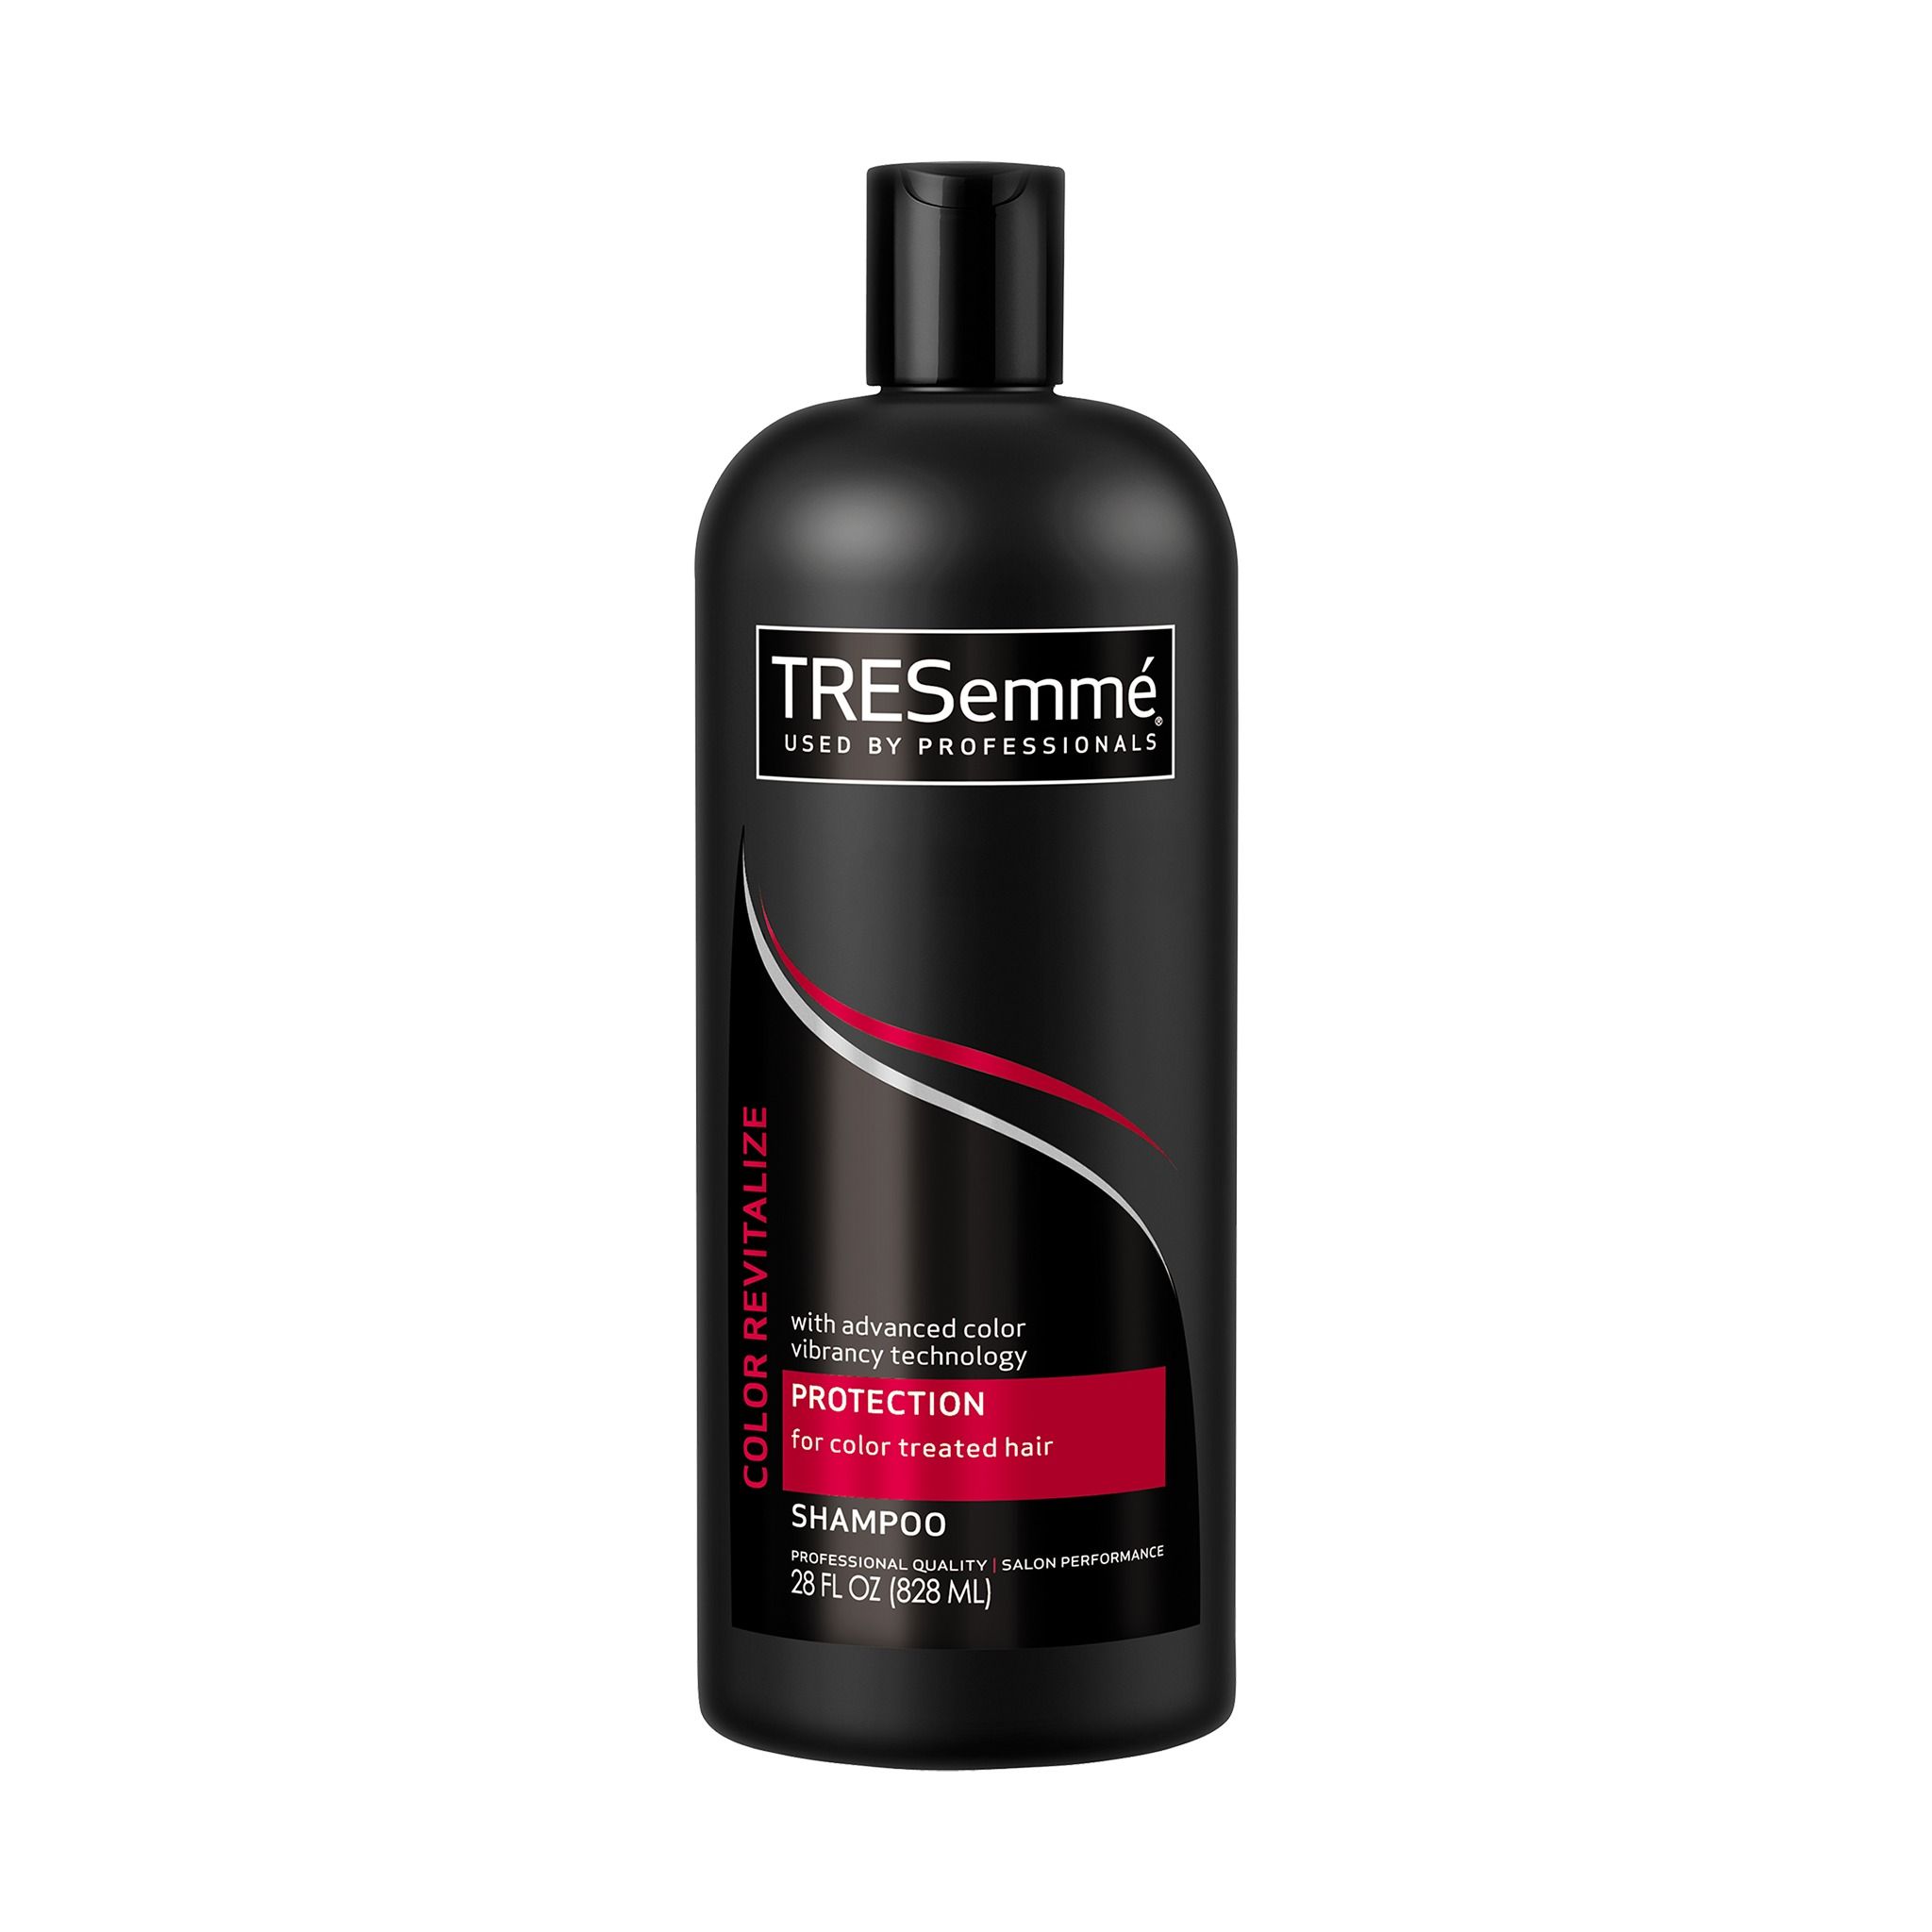 TRESemmé®
USED BY PROFESSIONALS
COLOR REVITALIZE
with advanced color
vibrancy technology
PROTECTION
for color treated hair
SHAMPOO
PROFESSIONAL QUALITY | SALON PERFORMANCE
28 FL OZ (828 ML)